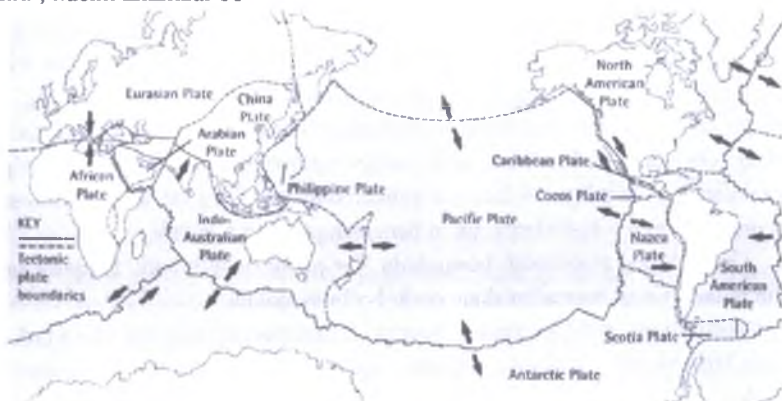 North
American
Plate
Eurasian Plate
China
Plate
Arabian
Plate
African
Plate
Caribbean Plate
Cocos Plate
Philippine Plate
Pacific Plate
Indo-
Australian
Plate
Nazca
Plate
KEY
Tectonic
plate
boundaries
South
American
Plate
Scotia Plate
Antarctic Plate